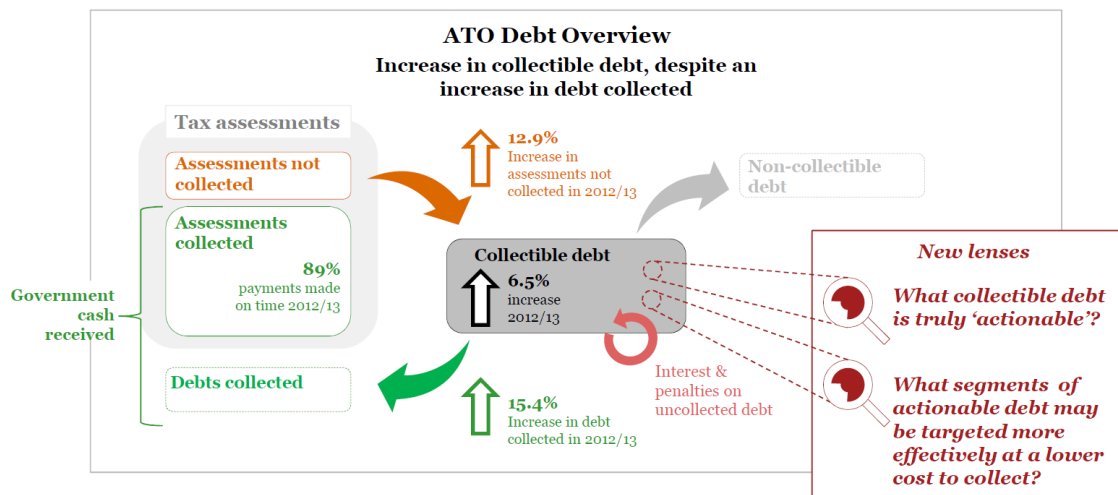 ATO Debt Overview
Increase in collectible debt, despite an
increase in debt collected
Tax assessments
Assessments not
collected
Assessments
collected
89%
payments made
on time 2012/13
Government
cash
received
Debts collected
12.9%
Increase in
assessments not
collected in 2012/13
Non-collectible
debt
Collectible debt
6.5%
increase
2012/13
Interest &
penalties on
uncollected debt
15.4%
Increase in debt
collected in 2012/13
New lenses
What collectible debt
is truly ‘actionable’?
What segments of
actionable debt may
be targeted more
effectively at a lower
cost to collect?